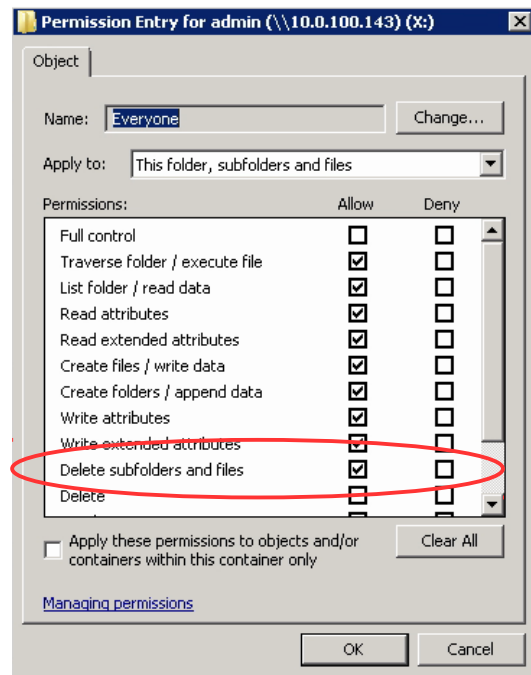 Permission Entry for admin (\\10.0.100.143) (X:)
Object
Name: Everyone Change...
Apply to: This folder, subfolders and files
Permissions: Allow Deny
Full control
Traverse folder / execute file
List folder / read data
Read attributes
Read extended attributes
Create files / write data
Create folders / append data
Write attributes
Write extended attributes
Delete subfolders and files
Delete
Apply these permissions to objects and/or
containers within this container only
Clear All
Managing permissions
OK Cancel